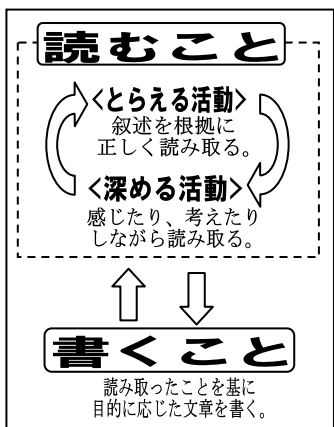 読むこと
<とらえる活動>
叙述を根拠に
正しく読み取る。
<深める活動>
感じたり、考えたり
しながら読み取る。
書くこと
読み取ったことを基に
目的に応じた文章を書く。